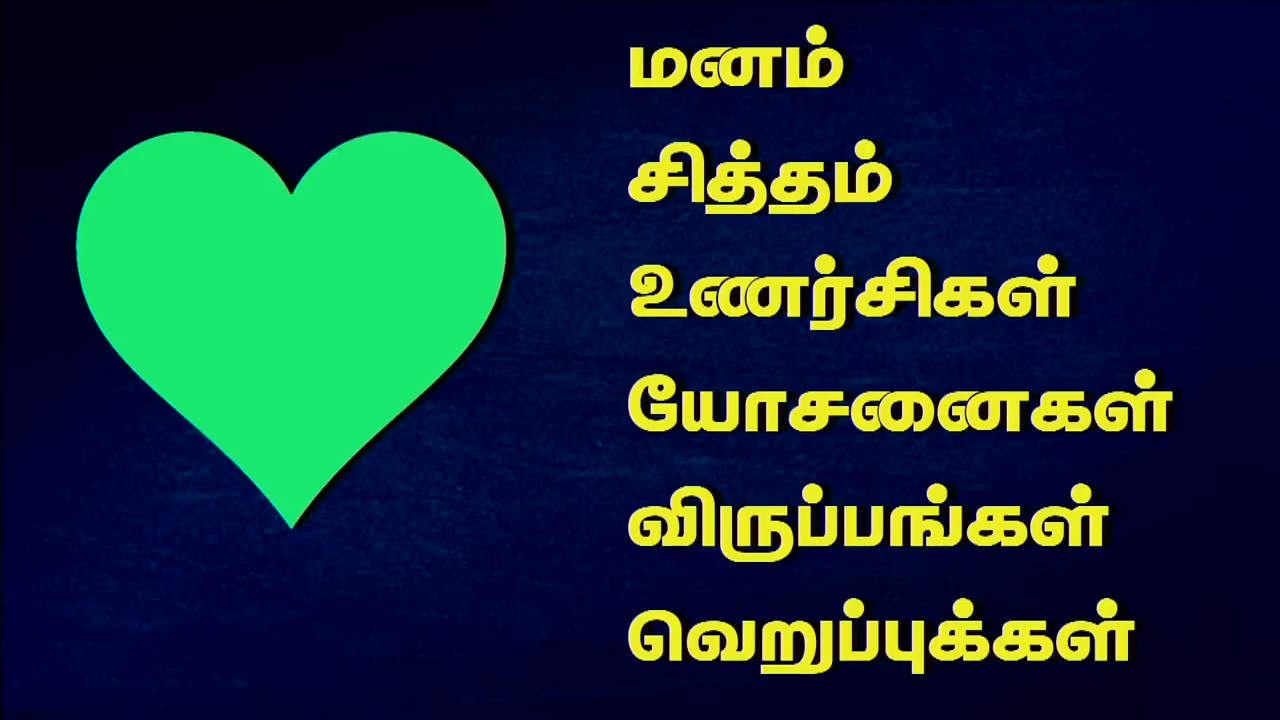 மனம்
சித்தம்
உணர்சிகள்
யோசனைகள்
விருப்பங்கள்
வெறுப்புக்கள்